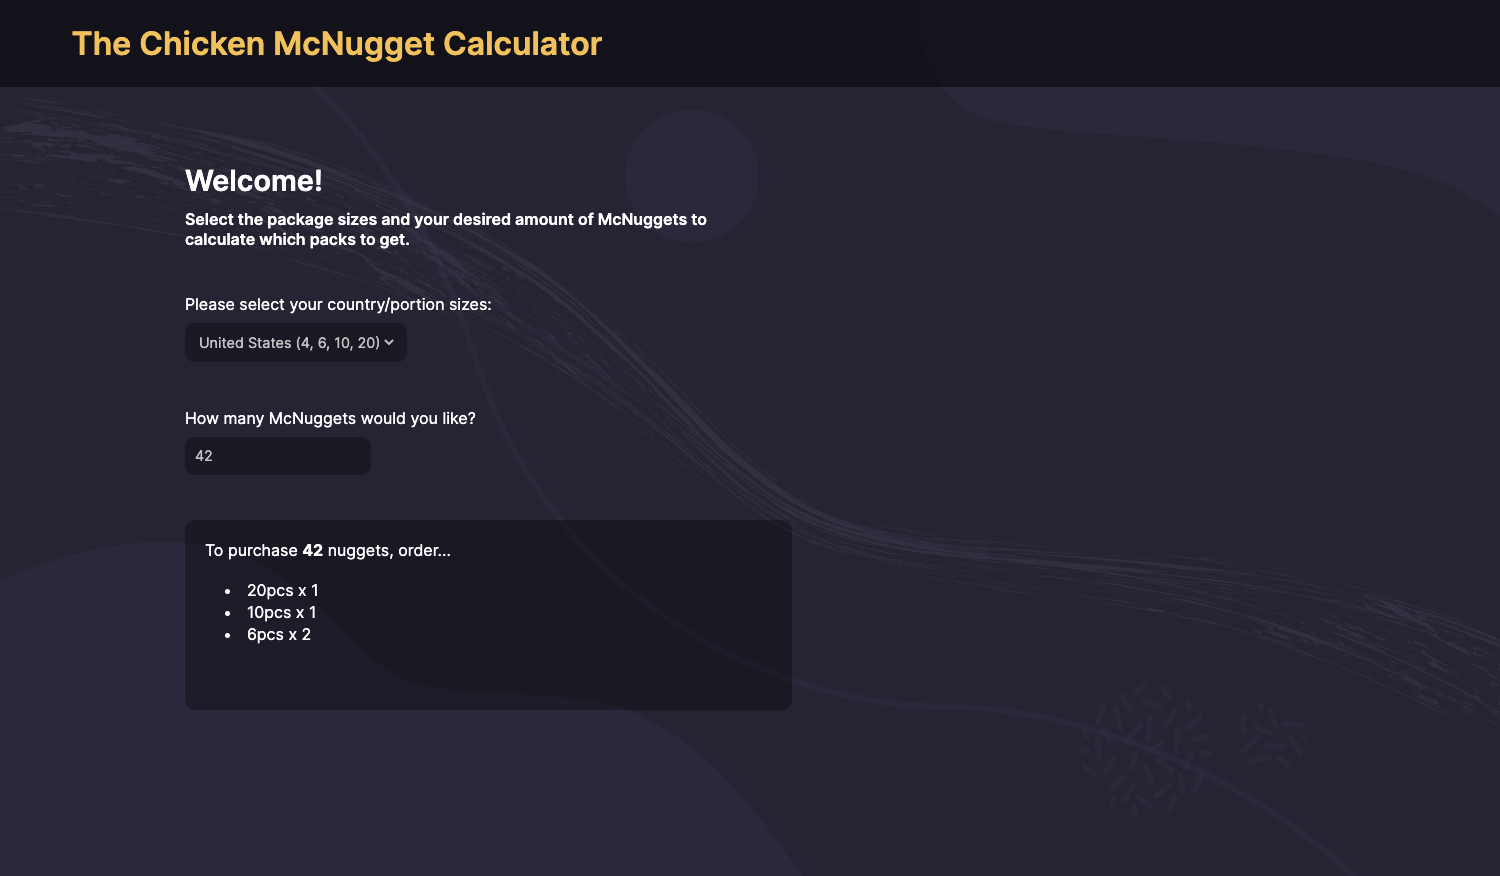 The Chicken McNugget Calculator
Welcome!
Select the package sizes and your desired amount of McNuggets to
calculate which packs to get.
Please select your country/portion sizes:
United States (4, 6, 10, 20)
How many McNuggets would you like?
42
To purchase 42 nuggets, order...
• 20pcs x 1
• 10pcs x 1
• 6pcs x 2